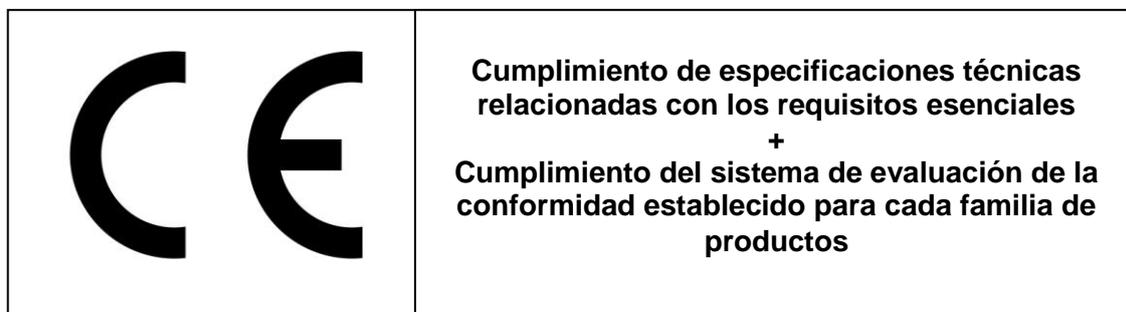 CE
Cumplimiento de especificaciones técnicas
relacionadas con los requisitos esenciales
+
Cumplimiento del sistema de evaluación de la
conformidad establecido para cada familia de
productos